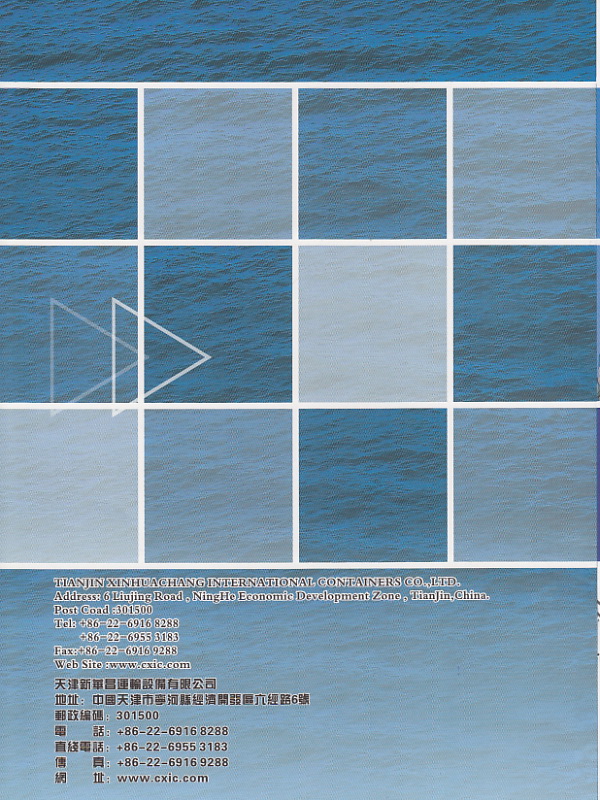 TIANJIN XINHUACHANG INTERNATIONAL CONTAINERS CO.,LTD.
Address: 6 Liujing Road , NingHe Economic Development Zone , TianJin,China.
Post Coad :301500
Tel: +86-22-6916 8288
+86-22-6955 3183
Fax:+86-22-6916 9288
Web Site :www.cxic.com
天津新華昌運輸設備有限公司
地址: 中國天津市寧河縣經濟開發區六經路6號
郵政編碼: 301500
電 話: +86-22-6916 8288
直綫電話: +86-22-6955 3183
傳 真: +86-22-6916 9288
網 址: www.cxic.com